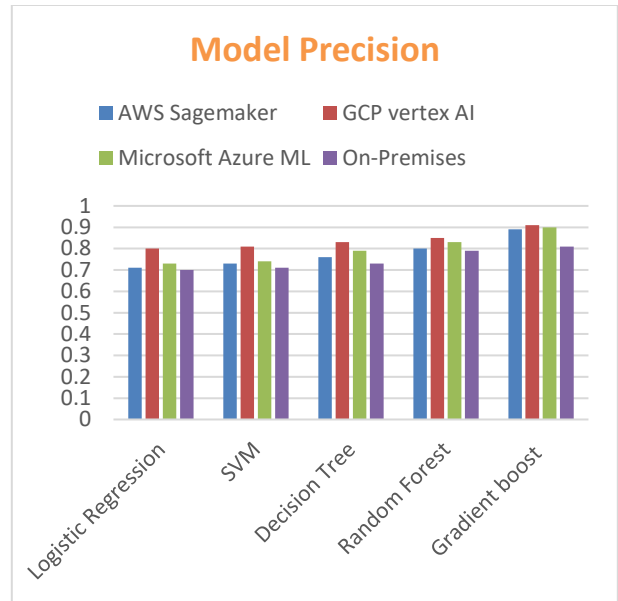 Model Precision
AWS Sagemaker GCP vertex AI
Microsoft Azure ML On-Premises
1
0.9
0.8
0.7
0.6
0.5
0.4
0.3
0.2
0.1
0
Logistic Regression
SVM
Decision Tree
Random Forest
Gradient boost